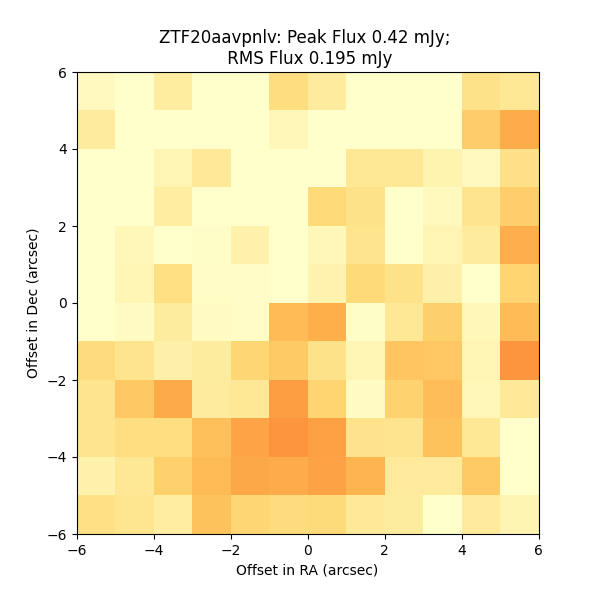 ZTF20aavpnlv: Peak Flux 0.42 mJy;
RMS Flux 0.195 mJy
6
4
2
0
−2
−4
−6
Offset in Dec (arcsec)
−6 −4 −2 0 2 4 6
Offset in RA (arcsec)